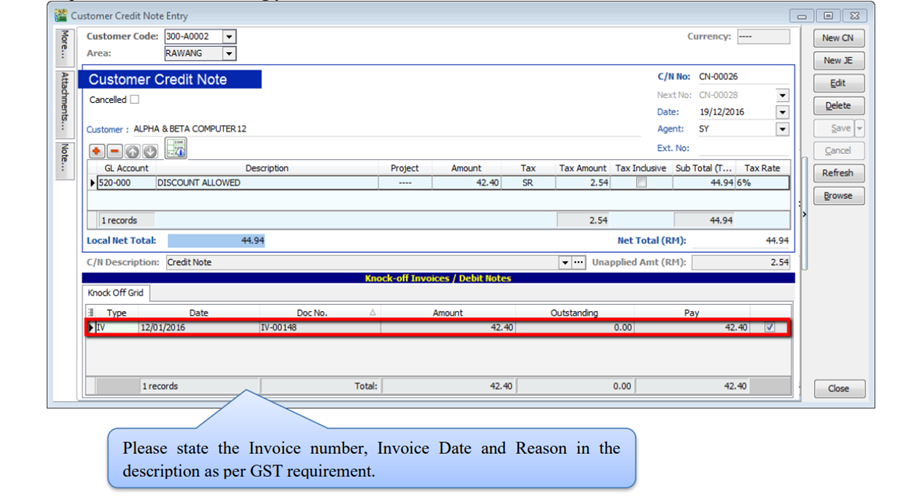 Customer Credit Note Entry
Customer Code: 300-A0002 Currency: ----
Area: RAWANG
More...
Attachments...
Note...
Customer Credit Note
Cancelled
C/N No: CN-00026
Next No: CN-00028
Date: 19/12/2016
Agent: SY
Ext. No:
Customer : ALPHA & BETA COMPUTER 12
GL Account Description Project Amount Tax Tax Amount Tax Inclusive Sub Total (T... Tax Rate
520-000 DISCOUNT ALLOWED ---- 42.40 SR 2.54 44.94 6%
1 records 2.54 44.94
Local Net Total: 44.94 Net Total (RM): 44.94
C/N Description: Credit Note Unapplied Amt (RM): 2.54
Knock-off Invoices / Debit Notes
Knock Off Grid
Type Date Doc No. Amount Outstanding Pay
IV 12/01/2016 IV-00148 42.40 0.00 42.40
1 records Total: 42.40 0.00 42.40
New CN
New JE
Edit
Delete
Save
Cancel
Refresh
Browse
Close
Please state the Invoice number, Invoice Date and Reason in the
description as per GST requirement.